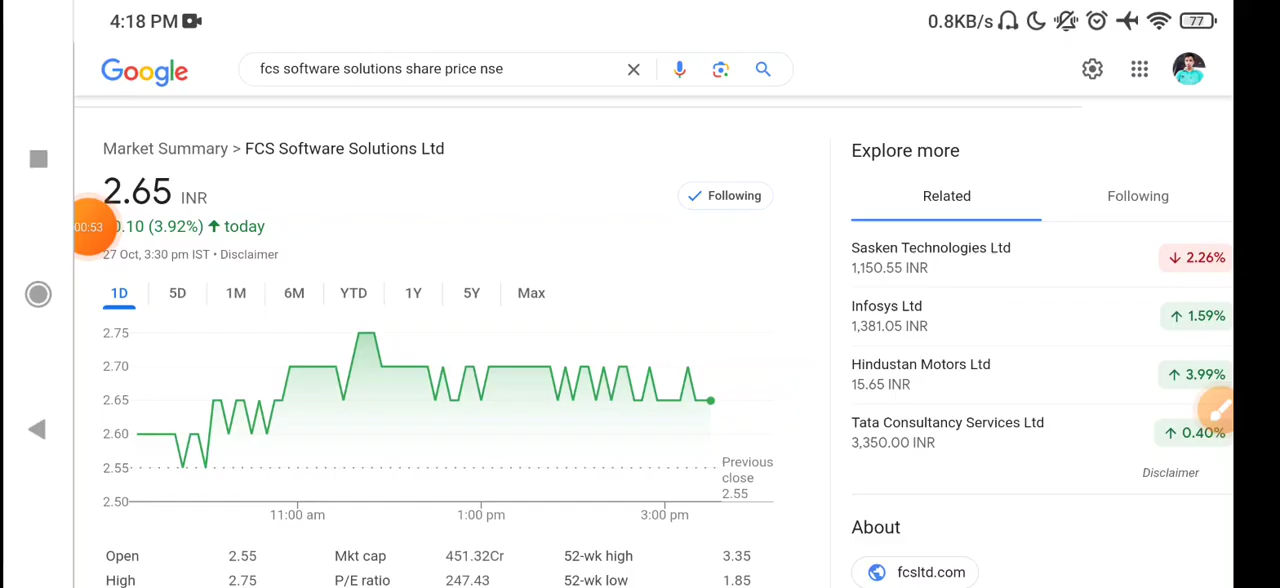 4:18 PM
0.8KB/s
77
Google
fcs software solutions share price nse
Market Summary > FCS Software Solutions Ltd
2.65 INR
Following
00:53
0.10 (3.92%) ↑ today
27 Oct, 3:30 pm IST • Disclaimer
1D 5D 1M 6M YTD 1Y 5Y Max
2.75
2.70
2.65
2.60
2.55
2.50
Previous
close
2.55
11:00 am 1:00 pm 3:00 pm
Open 2.55 Mkt cap 451.32Cr 52-wk high 3.35
High 2.75 P/E ratio 247.43 52-wk low 1.85
Explore more
Related Following
Sasken Technologies Ltd
1,150.55 INR
↓ 2.26%
Infosys Ltd
1,381.05 INR
↑ 1.59%
Hindustan Motors Ltd
15.65 INR
↑ 3.99%
Tata Consultancy Services Ltd
3,350.00 INR
↑ 0.40%
Disclaimer
About
fcsltd.com